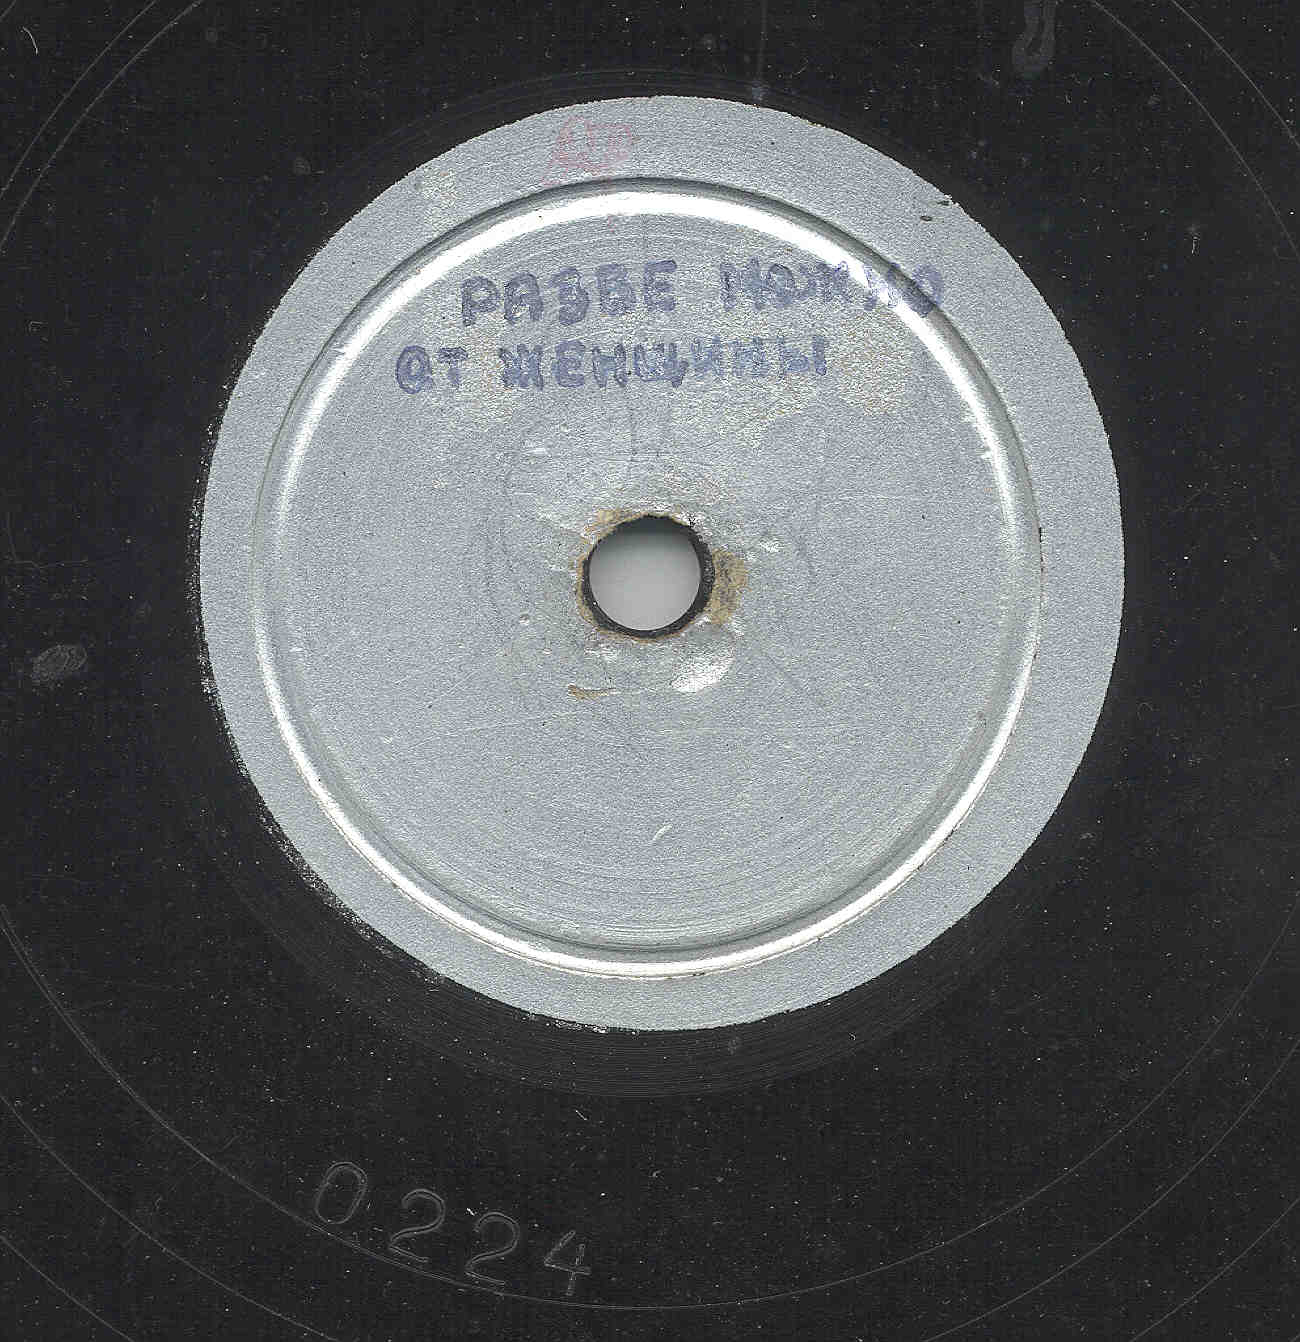 РАЗВЕ МОЖНО
ОТ ЖЕНЩИНЫ
0224